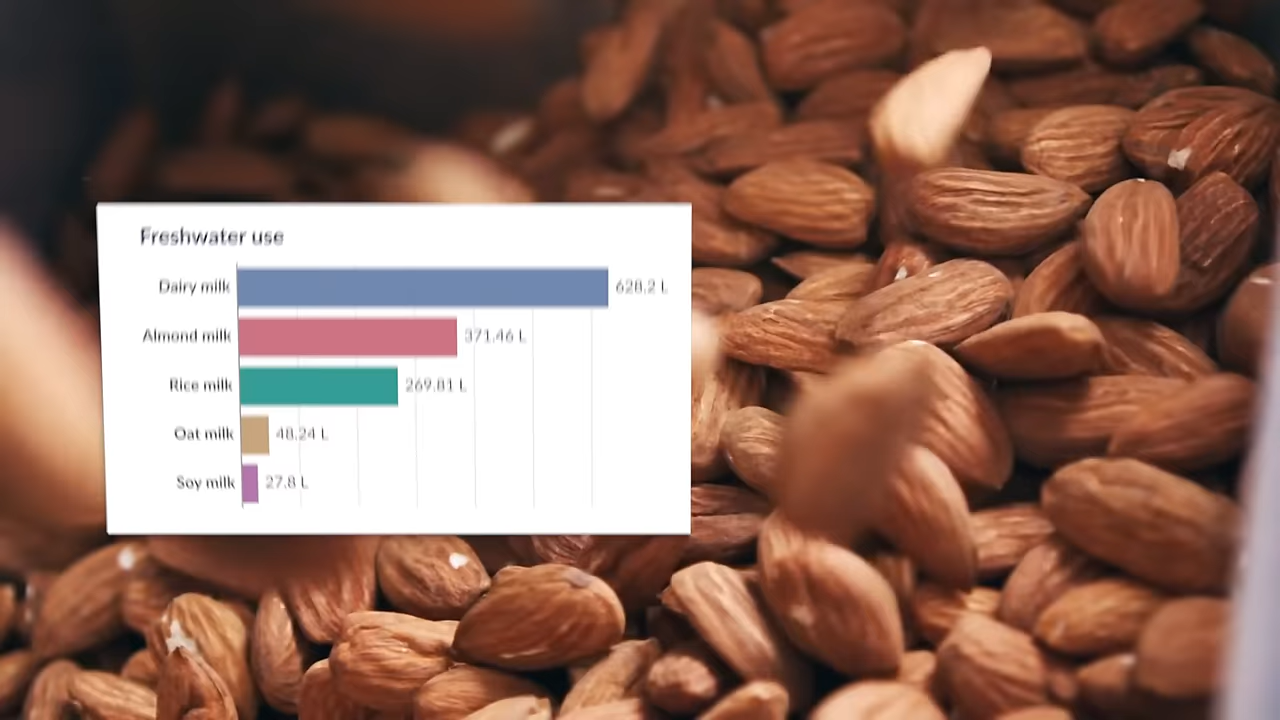 Freshwater use
Dairy milk 628.2 L
Almond milk 371.46 L
Rice milk 269.81 L
Oat milk 48.24 L
Soy milk 27.8 L